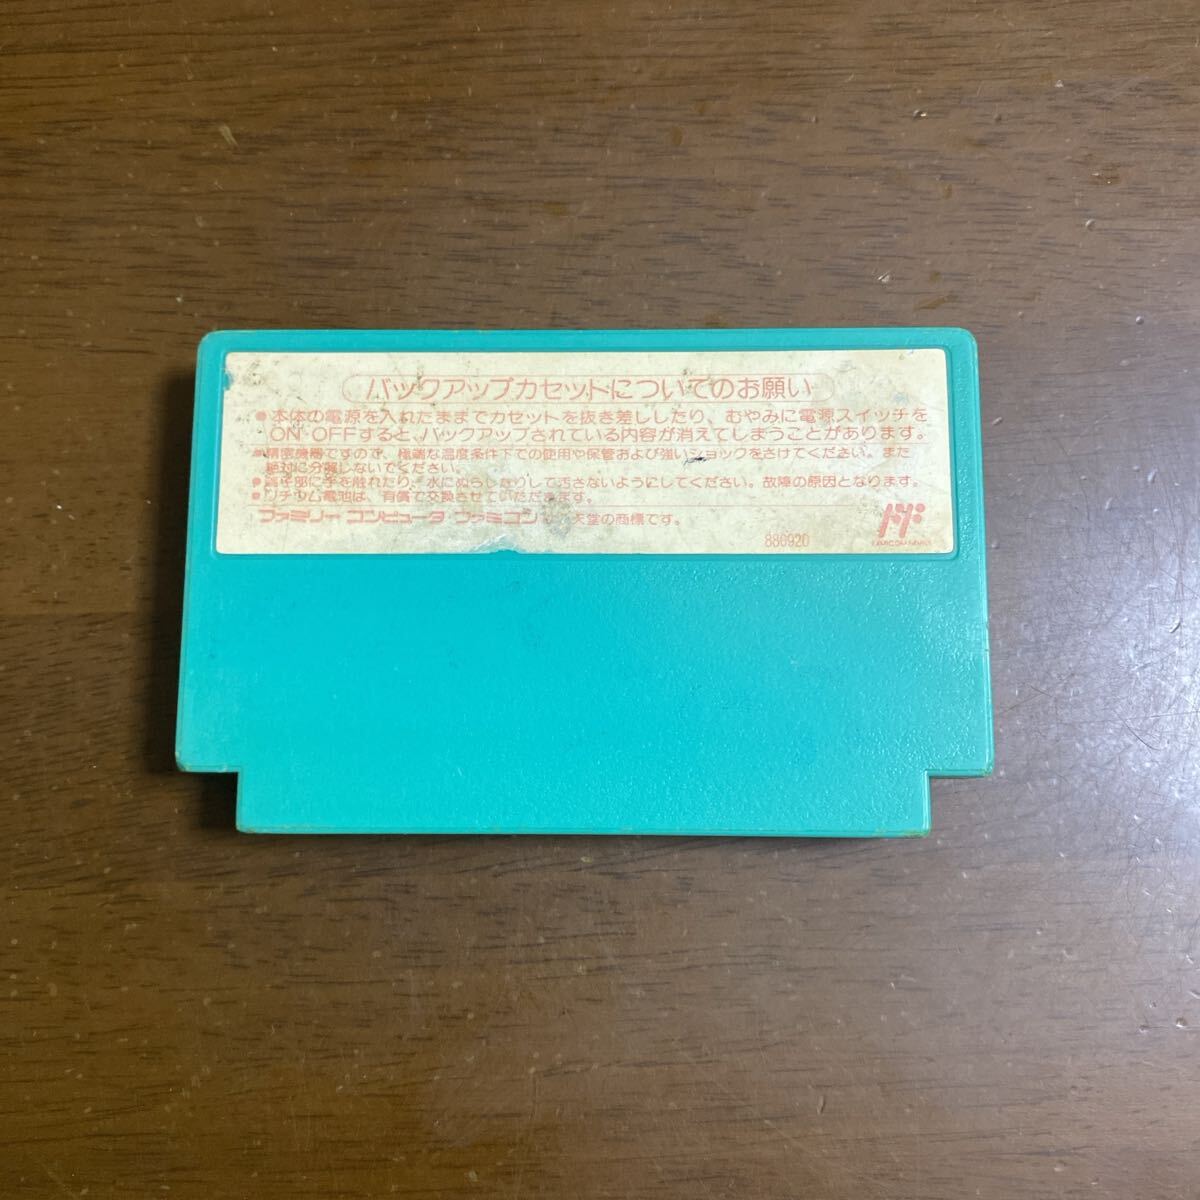 バックアップカセットについてのお願い
●本体の電源を入れたままでカセットを抜き差ししたり、むやみに電源スイッチを
ON OFFすると、バックアップされている内容が消えてしまうことがあります。
●精密機器ですので、極端な温度条件下での使用や保管および強いショックをさけてください。また
絶対に分解しないでください。
●端子部に手を触れたり、水にぬらしたりして汚さないようにしてください。故障の原因となります。
●リチウム電池は、有償で交換させていただきます。
ファミリーコンピュータ ファミコン 天堂の商標です。
880920